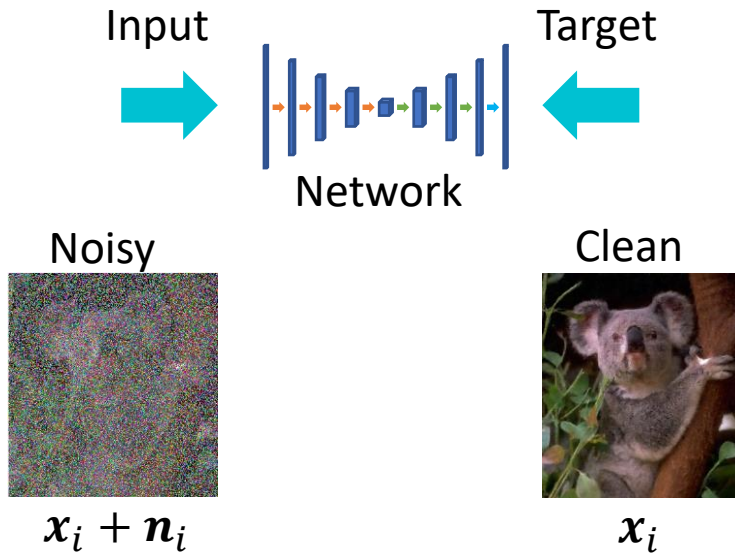 Input
Target
Network
Noisy
Clean
𝒙ᵢ + 𝒏ᵢ
𝒙ᵢ